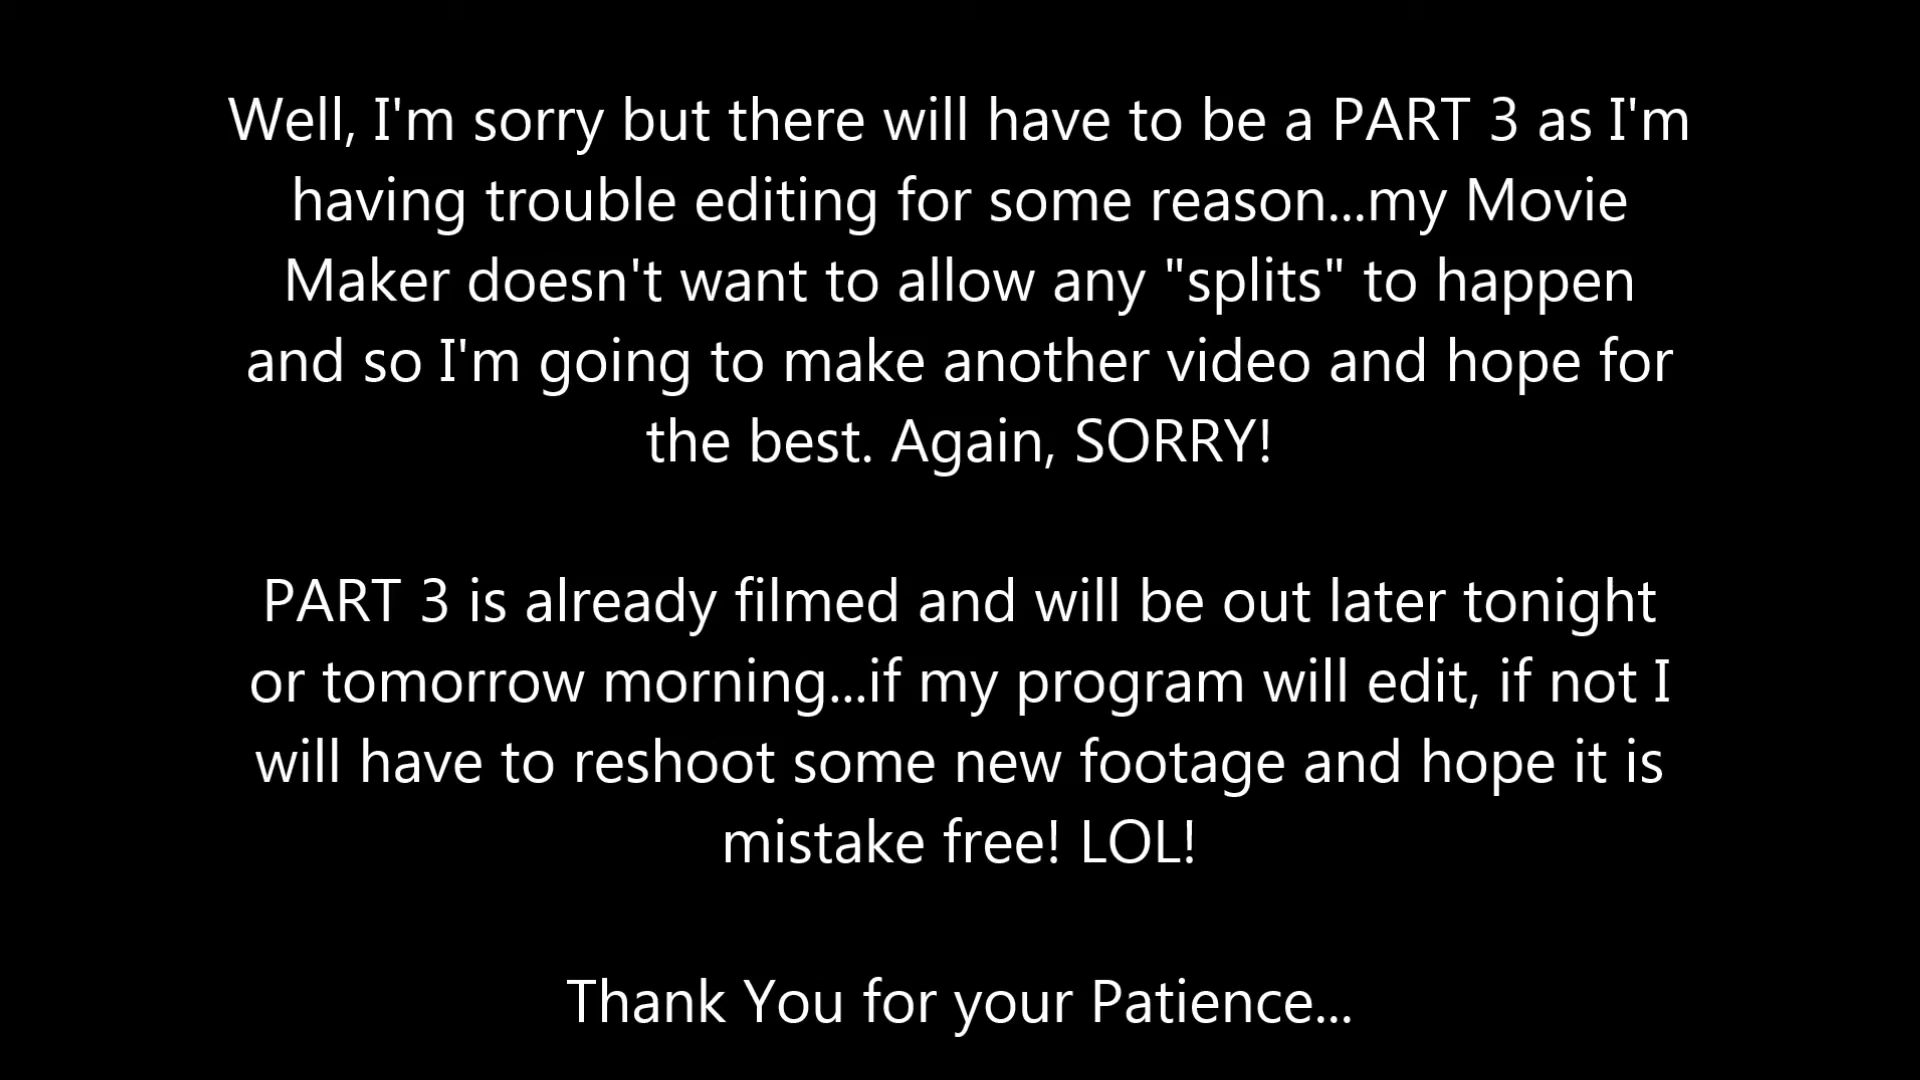 Well, I'm sorry but there will have to be a PART 3 as I'm
having trouble editing for some reason...my Movie
Maker doesn't want to allow any "splits" to happen
and so I'm going to make another video and hope for
the best. Again, SORRY!
PART 3 is already filmed and will be out later tonight
or tomorrow morning...if my program will edit, if not I
will have to reshoot some new footage and hope it is
mistake free! LOL!
Thank You for your Patience...